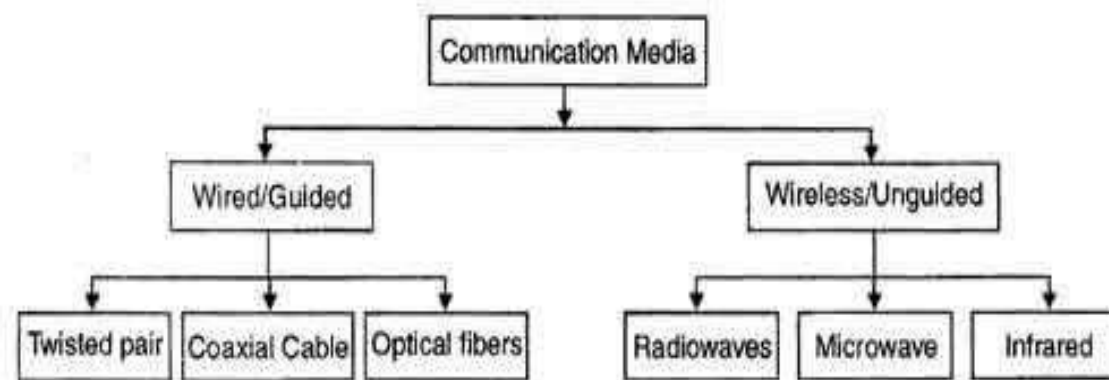 Communication Media
Wired/Guided
Wireless/Unguided
Twisted pair
Coaxial Cable
Optical fibers
Radiowaves
Microwave
Infrared